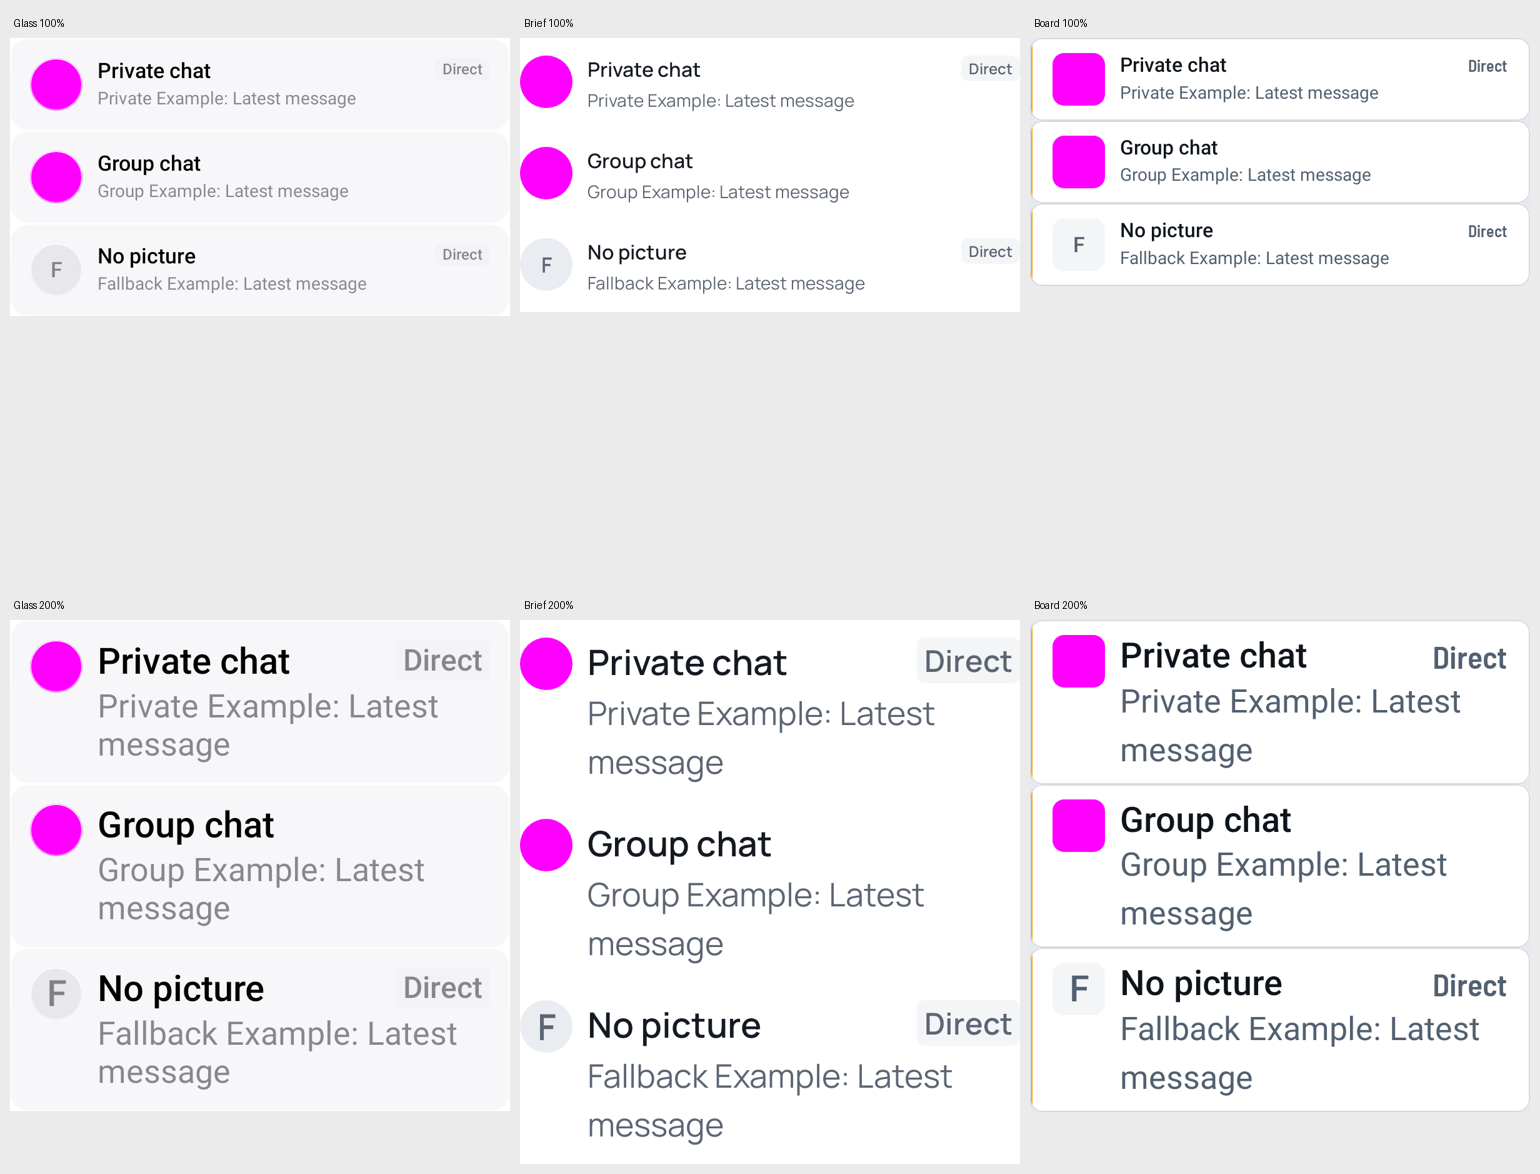 Glass 100%
Private chat
Direct
Private Example: Latest message
Group chat
Group Example: Latest message
F
No picture
Direct
Fallback Example: Latest message
Brief 100%
Private chat
Direct
Private Example: Latest message
Group chat
Group Example: Latest message
F
No picture
Direct
Fallback Example: Latest message
Board 100%
Private chat
Direct
Private Example: Latest message
Group chat
Group Example: Latest message
F
No picture
Direct
Fallback Example: Latest message
Glass 200%
Private chat
Direct
Private Example: Latest
message
Group chat
Group Example: Latest
message
F
No picture
Direct
Fallback Example: Latest
message
Brief 200%
Private chat
Direct
Private Example: Latest
message
Group chat
Group Example: Latest
message
F
No picture
Direct
Fallback Example: Latest
message
Board 200%
Private chat
Direct
Private Example: Latest
message
Group chat
Group Example: Latest
message
F
No picture
Direct
Fallback Example: Latest
message